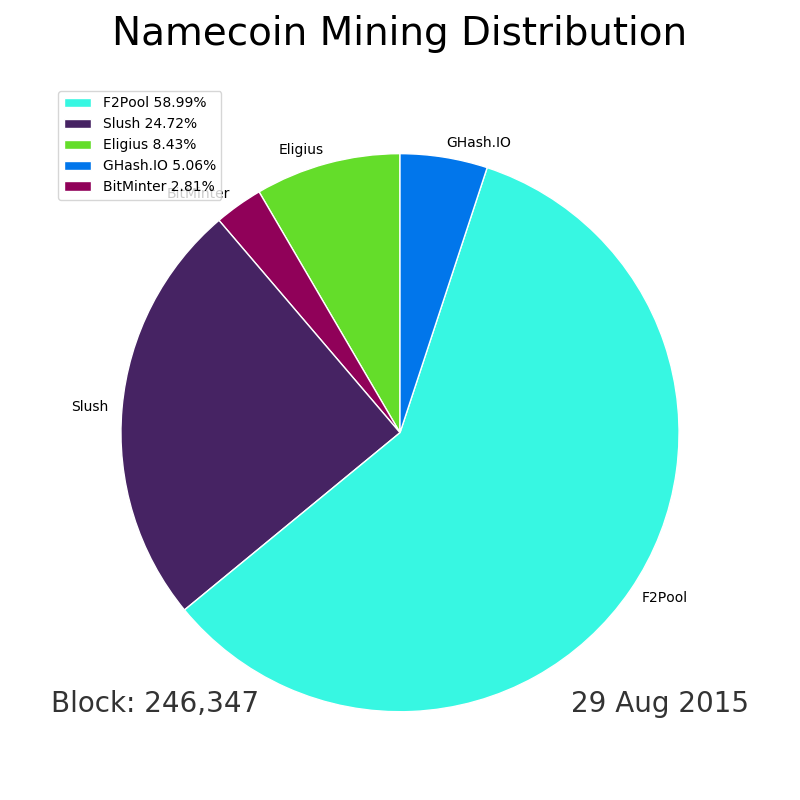 Namecoin Mining Distribution
F2Pool 58.99%
Slush 24.72%
Eligius 8.43%
GHash.IO 5.06%
BitMinter 2.81%
GHash.IO
Eligius
BitMinter
Slush
F2Pool
Block: 246,347
29 Aug 2015